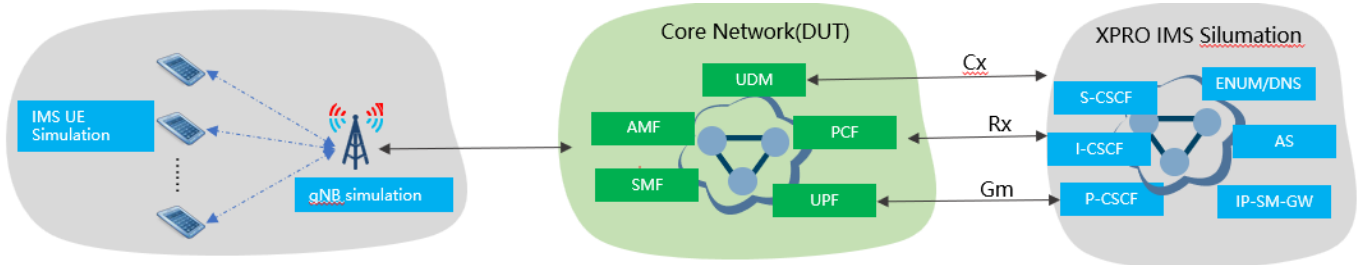 IMS UE
Simulation
gNB simulation
Core Network(DUT)
UDM
AMF
PCF
SMF
UPF
Cx
Rx
Gm
XPRO IMS Silumation
S-CSCF
ENUM/DNS
I-CSCF
AS
P-CSCF
IP-SM-GW